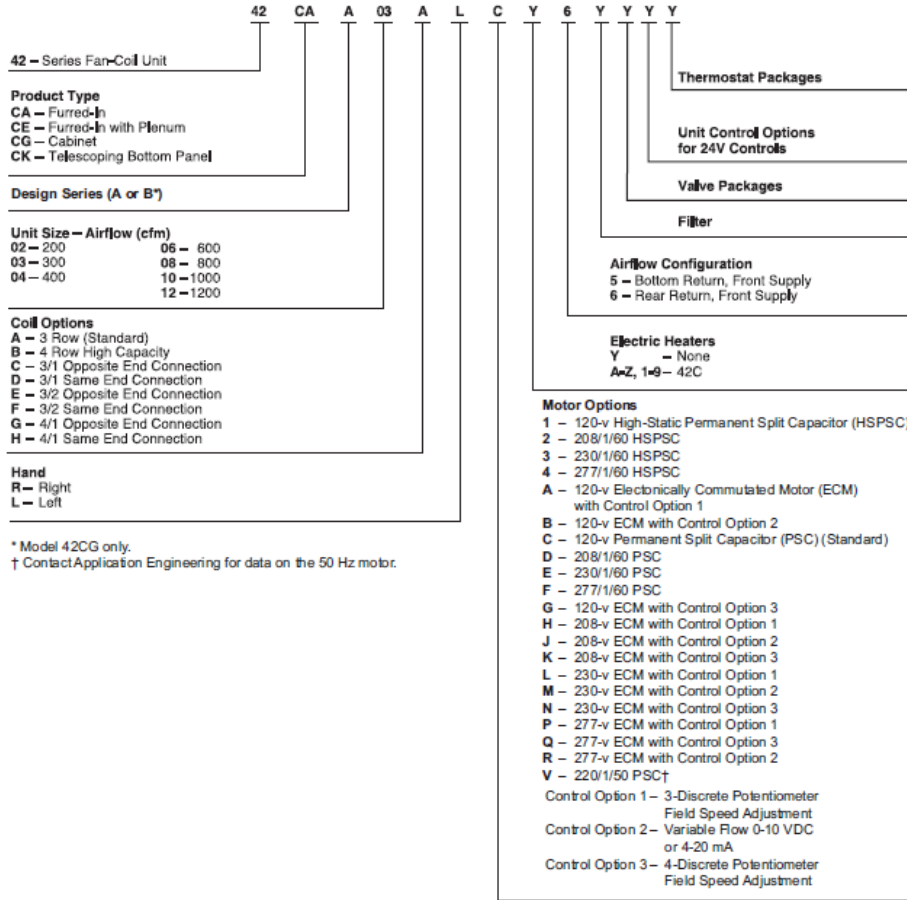 42 CA A 03 A L C Y 6 Y Y Y Y
42 – Series Fan-Coil Unit
Product Type
CA – Furred-In
CE – Furred-In with Plenum
CG – Cabinet
CK – Telescoping Bottom Panel
Design Series (A or B*)
Unit Size – Airflow (cfm)
02 – 200 06 – 600
03 – 300 08 – 800
04 – 400 10 – 1000
12 – 1200
Coil Options
A – 3 Row (Standard)
B – 4 Row High Capacity
C – 3/1 Opposite End Connection
D – 3/1 Same End Connection
E – 3/2 Opposite End Connection
F – 3/2 Same End Connection
G – 4/1 Opposite End Connection
H – 4/1 Same End Connection
Hand
R – Right
L – Left
* Model 42CG only.
† Contact Application Engineering for data on the 50 Hz motor.
Thermostat Packages
Unit Control Options
for 24V Controls
Valve Packages
Filter
Airflow Configuration
5 – Bottom Return, Front Supply
6 – Rear Return, Front Supply
Electric Heaters
Y – None
A-Z, 1-9 – 42C
Motor Options
1 – 120-v High-Static Permanent Split Capacitor (HSPSC)
2 – 208/1/60 HSPSC
3 – 230/1/60 HSPSC
4 – 277/1/60 HSPSC
A – 120-v Electonically Commutated Motor (ECM)
with Control Option 1
B – 120-v ECM with Control Option 2
C – 120-v Permanent Split Capacitor (PSC) (Standard)
D – 208/1/60 PSC
E – 230/1/60 PSC
F – 277/1/60 PSC
G – 120-v ECM with Control Option 3
H – 208-v ECM with Control Option 1
J – 208-v ECM with Control Option 2
K – 208-v ECM with Control Option 3
L – 230-v ECM with Control Option 1
M – 230-v ECM with Control Option 2
N – 230-v ECM with Control Option 3
P – 277-v ECM with Control Option 1
Q – 277-v ECM with Control Option 3
R – 277-v ECM with Control Option 2
V – 220/1/50 PSC†
Control Option 1 – 3-Discrete Potentiometer
Field Speed Adjustment
Control Option 2 – Variable Flow 0-10 VDC
or 4-20 mA
Control Option 3 – 4-Discrete Potentiometer
Field Speed Adjustment